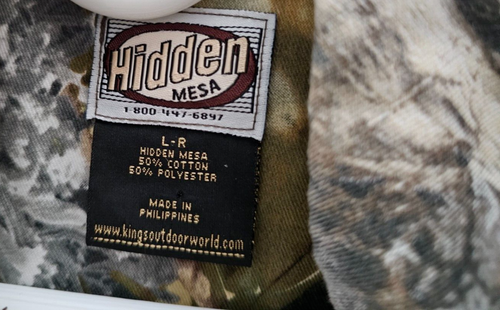 Hidden
MESA
1-800-447-6897
L-R
HIDDEN MESA
50% COTTON
50% POLYESTER
MADE IN
PHILIPPINES
www.kingsoutdoorworld.com